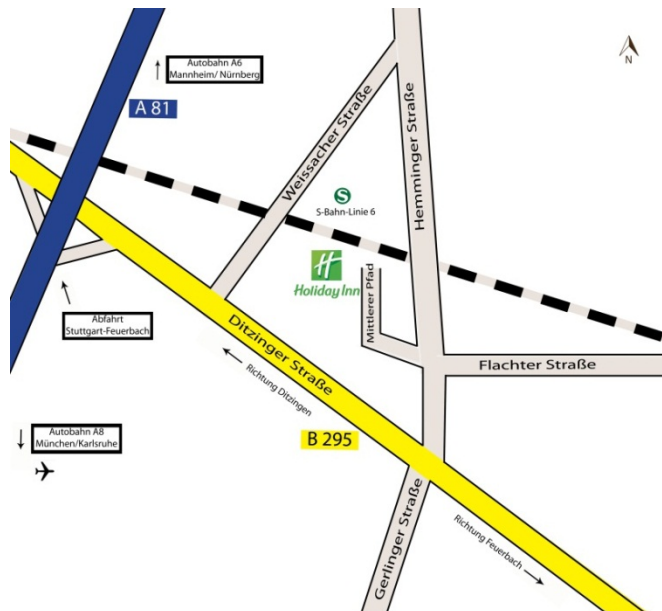 Autobahn A6
Mannheim/ Nürnberg
N
A 81
Weissacher Straße
Hemminger Straße
S
S-Bahn-Linie 6
H
Holiday Inn
Mittlerer Pfad
Abfahrt
Stuttgart-Feuerbach
Ditzinger Straße
Flachter Straße
Richtung Ditzingen
Autobahn A8
München/Karlsruhe
B 295
Gerlinger Straße
Richtung Feuerbach